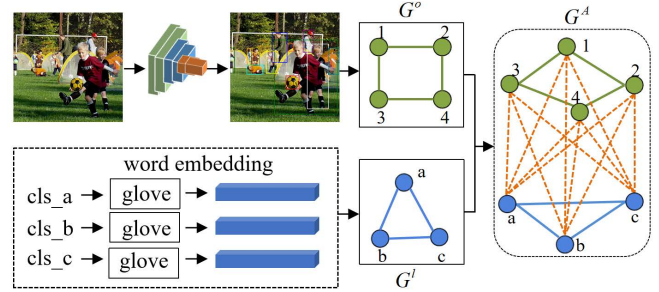 G^o
1 2
3 4
G^A
1
3 2
4
a c
b
word embedding
cls_a glove
cls_b glove
cls_c glove
a
b c
G^l